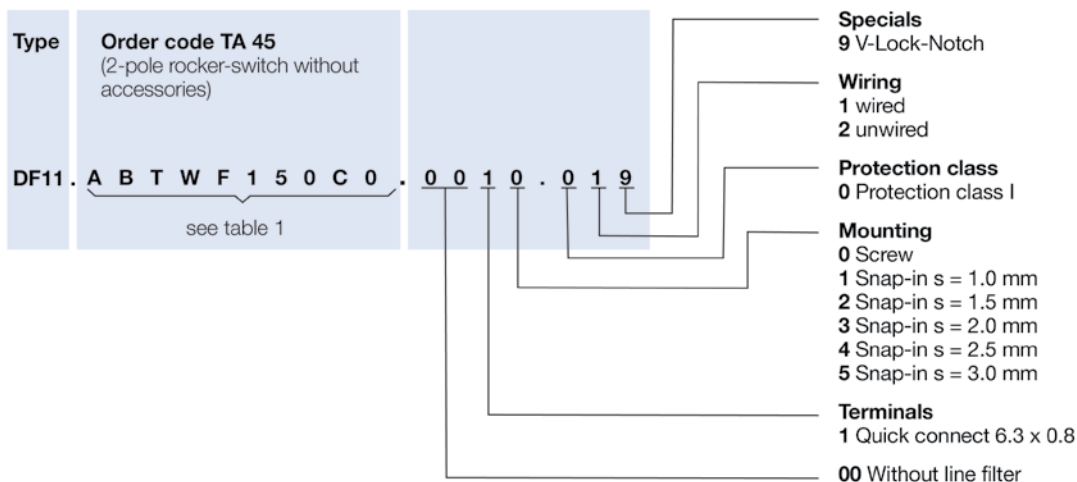 Type
Order code TA 45
(2-pole rocker-switch without
accessories)
DF11 . A B T W F 1 5 0 C 0 . 0 0 1 0 . 0 1 9
see table 1
Specials
9 V-Lock-Notch
Wiring
1 wired
2 unwired
Protection class
0 Protection class I
Mounting
0 Screw
1 Snap-in s = 1.0 mm
2 Snap-in s = 1.5 mm
3 Snap-in s = 2.0 mm
4 Snap-in s = 2.5 mm
5 Snap-in s = 3.0 mm
Terminals
1 Quick connect 6.3 x 0.8
00 Without line filter